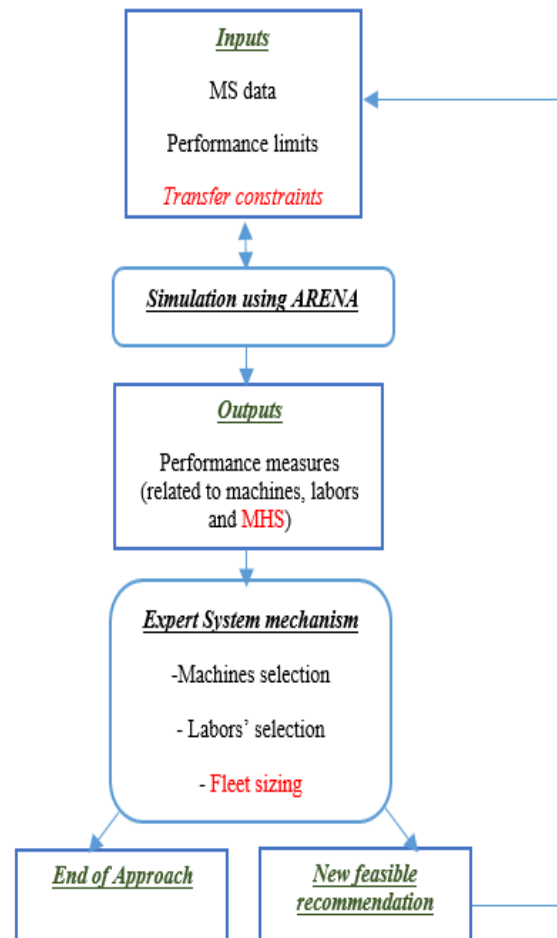 Inputs
MS data
Performance limits
Transfer constraints
Simulation using ARENA
Outputs
Performance measures
(related to machines, labors
and MHS)
Expert System mechanism
-Machines selection
- Labors’ selection
- Fleet sizing
End of Approach
New feasible
recommendation